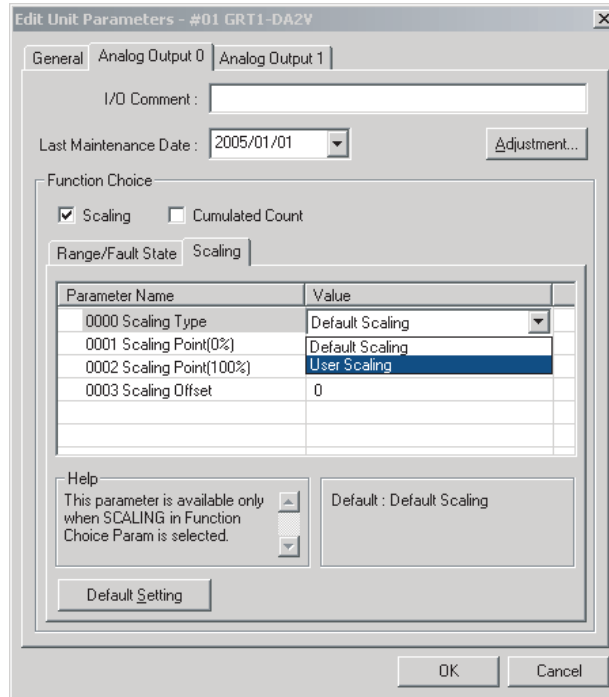 Edit Unit Parameters - #01 GRT1-DA2V
General Analog Output 0 Analog Output 1
I/O Comment :
Last Maintenance Date : 2005/01/01 Adjustment...
Function Choice
Scaling Cumulated Count
Range/Fault State Scaling
Parameter Name Value
0000 Scaling Type Default Scaling
0001 Scaling Point(0%) Default Scaling
0002 Scaling Point(100%) User Scaling
0003 Scaling Offset 0
Help
This parameter is available only
when SCALING in Function
Choice Param is selected.
Default : Default Scaling
Default Setting
OK Cancel